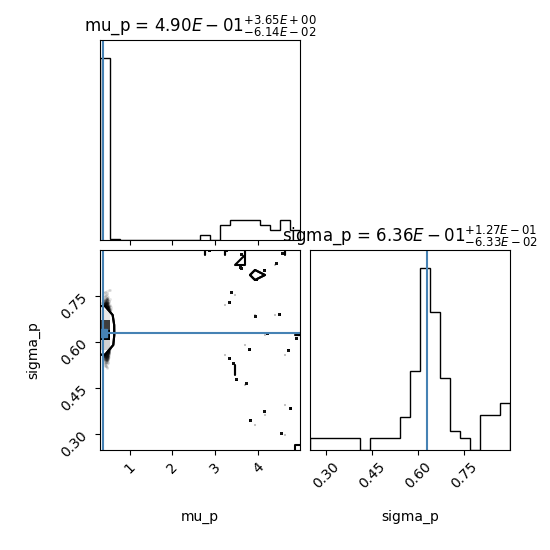 mu_p = 4.90E − 01+3.65E+00−6.14E−02
sigma_p = 6.36E − 01+1.27E−01−6.33E−02
0.75
0.60
0.45
0.30
sigma_p
1 2 3 4
mu_p
0.30 0.45 0.60 0.75
sigma_p